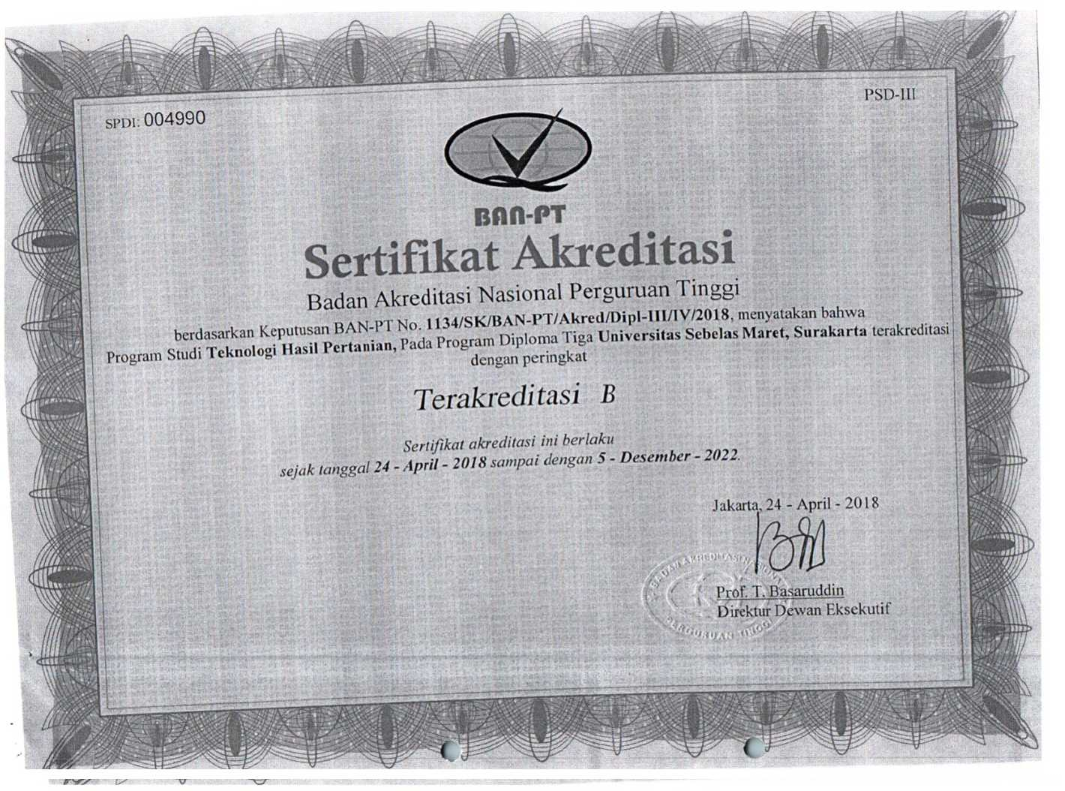 PSD-III
SPDI: 004990
BAN-PT
Sertifikat Akreditasi
Badan Akreditasi Nasional Perguruan Tinggi
berdasarkan Keputusan BAN-PT No. 1134/SK/BAN-PT/Akred/Dipl-III/IV/2018, menyatakan bahwa
Program Studi Teknologi Hasil Pertanian, Pada Program Diploma Tiga Universitas Sebelas Maret, Surakarta terakreditasi
dengan peringkat
Terakreditasi B
Sertifikat akreditasi ini berlaku
sejak tanggal 24 - April - 2018 sampai dengan 5 - Desember - 2022.
Jakarta, 24 - April - 2018
Prof. T. Basaruddin
Direktur Dewan Eksekutif
PERGURUAN TINGGI